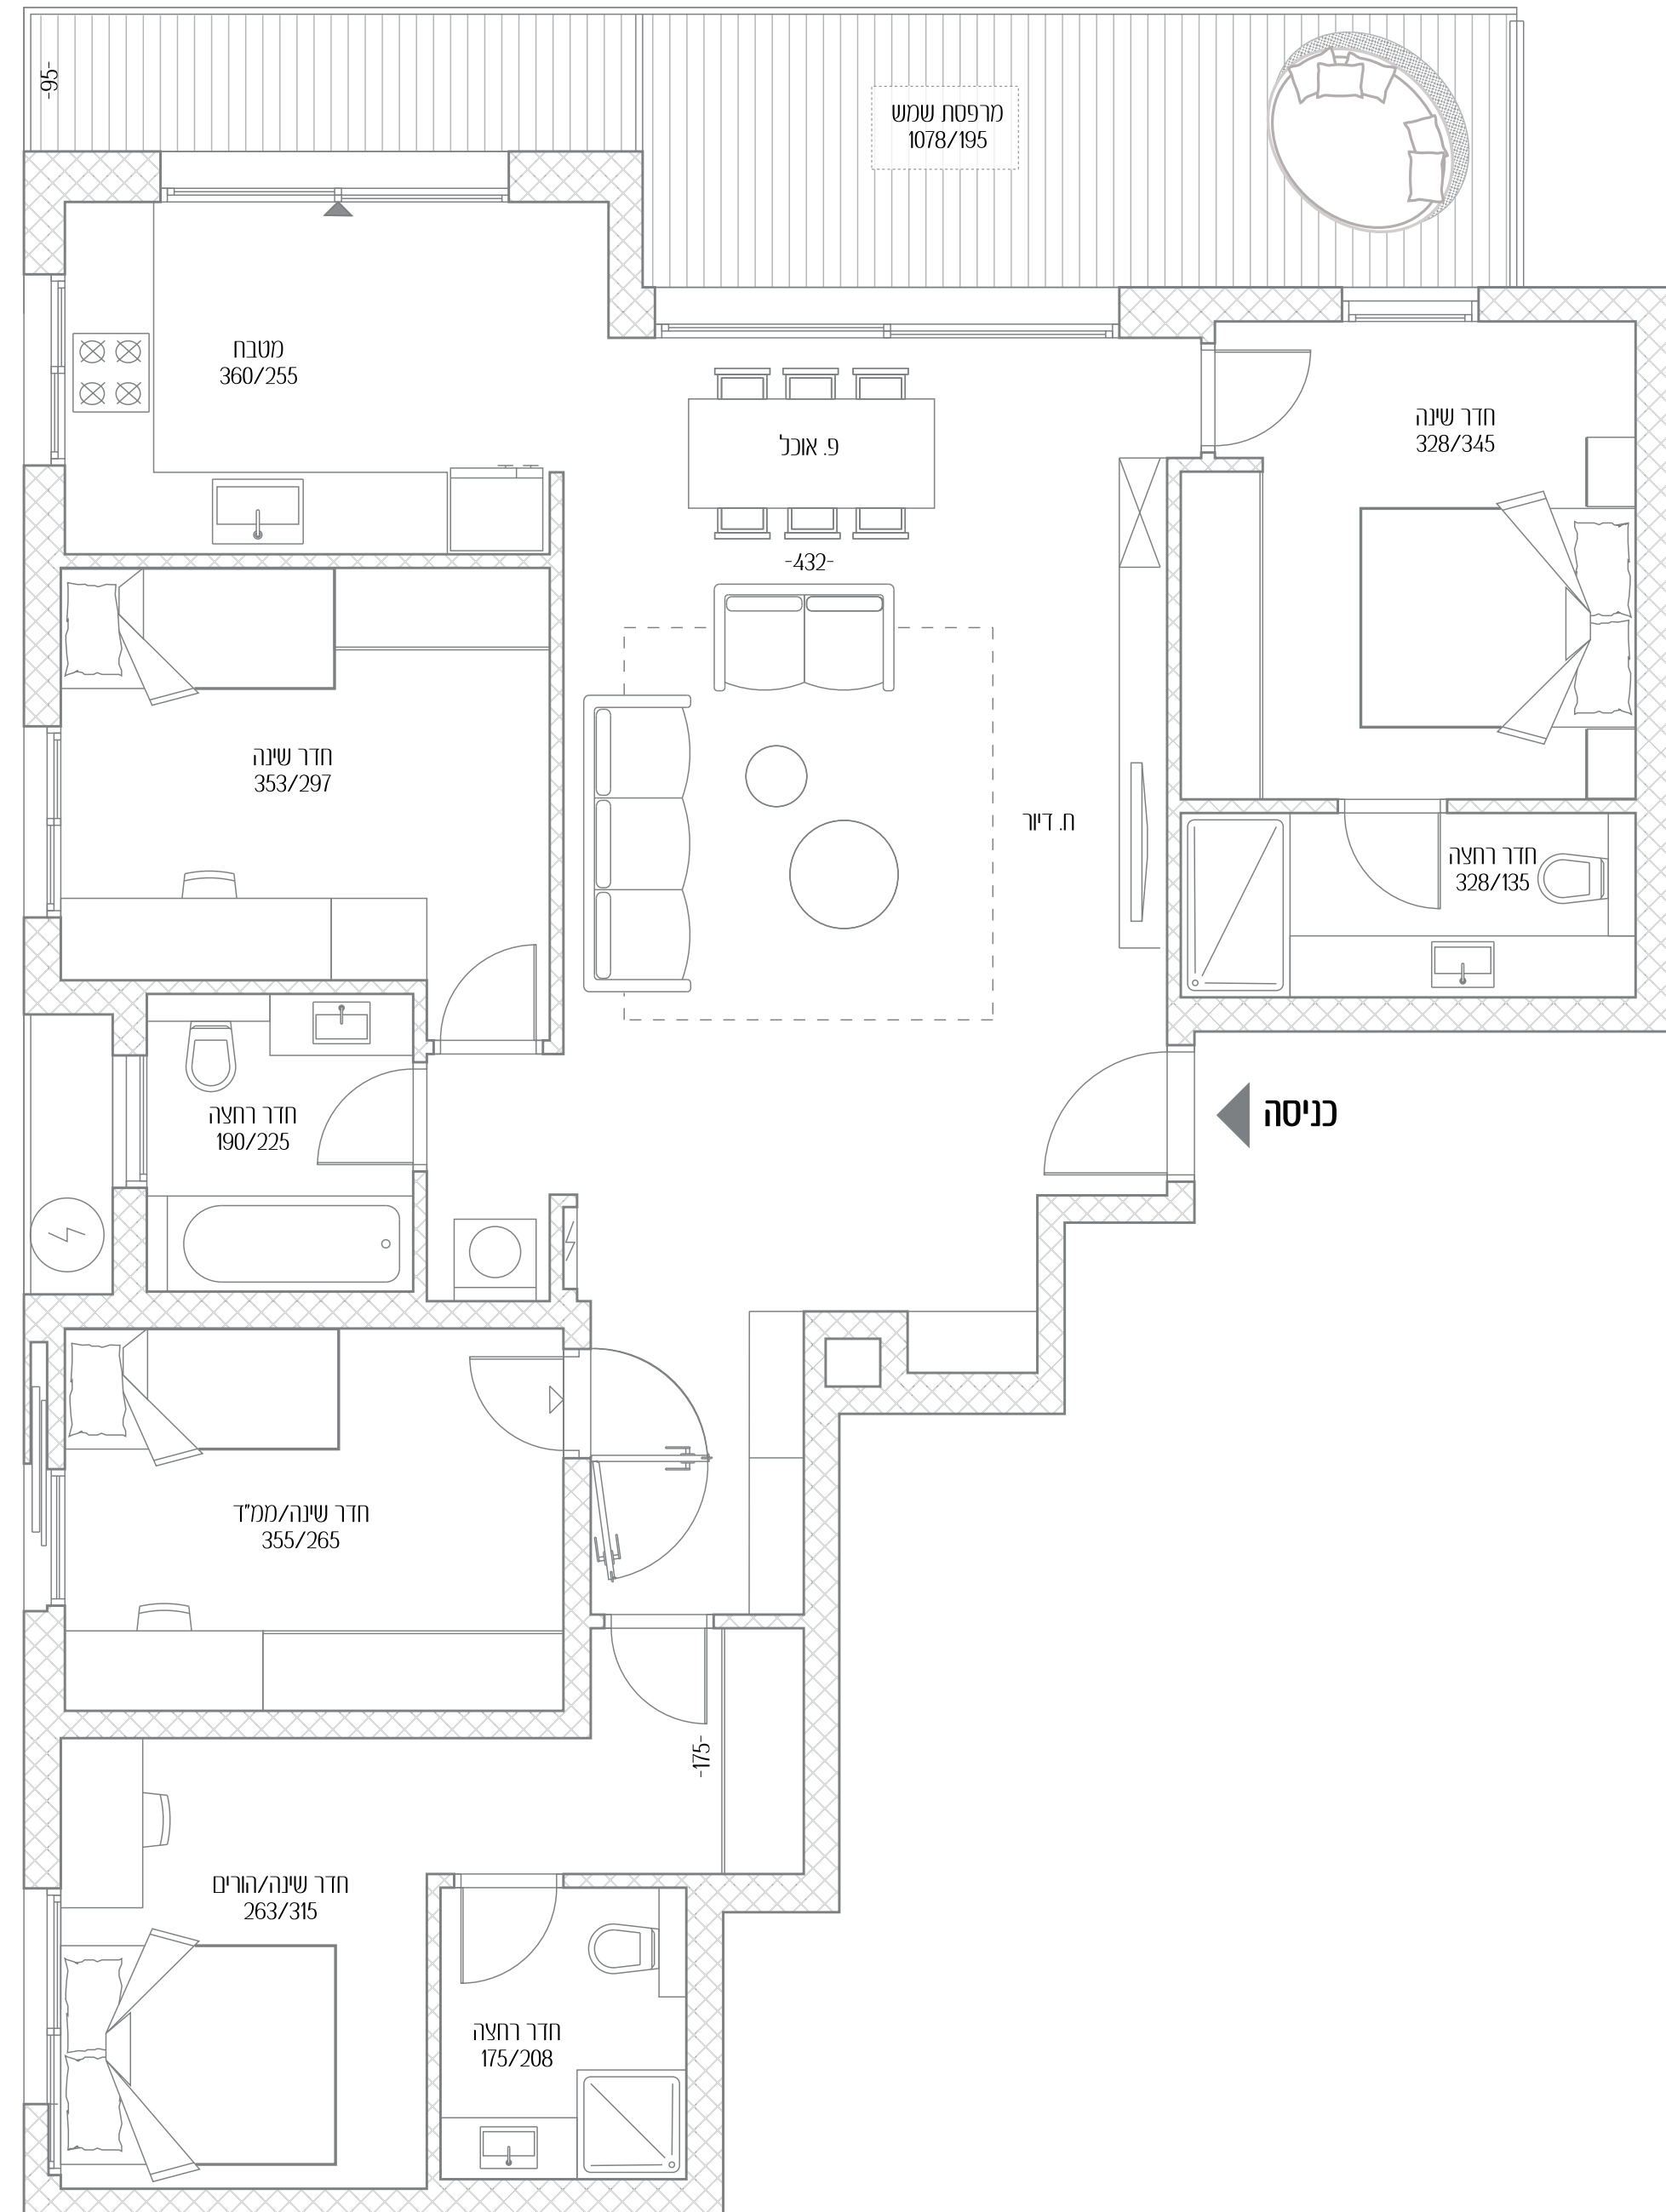 -95-
מרפסת שמש
1078/195
מטבח
360/255
פ. אוכל
-432-
חדר שינה
328/345
חדר שינה
353/297
ח. דיור
חדר רחצה
328/135
חדר רחצה
190/225
כניסה
חדר שינה/ממ"ד
355/265
-175-
חדר שינה/הורים
263/315
חדר רחצה
175/208